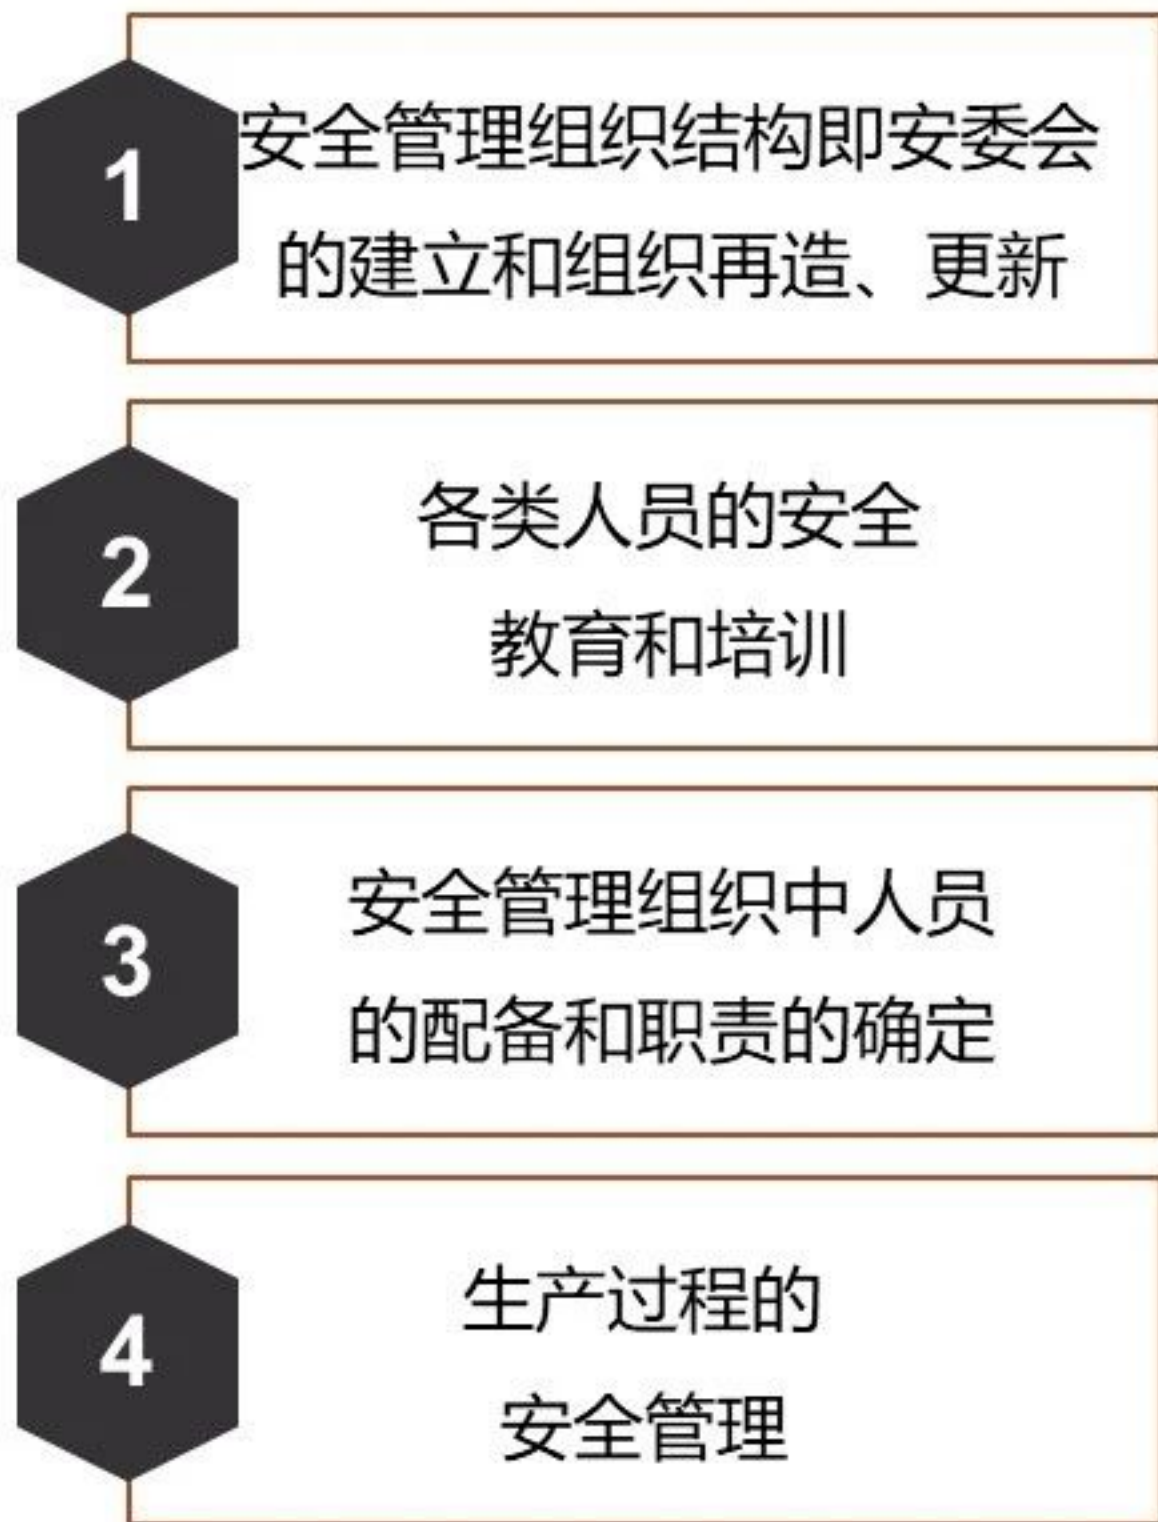 1
安全管理组织结构即安委会
的建立和组织再造、更新
2
各类人员的安全
教育和培训
3
安全管理组织中人员
的配备和职责的确定
4
生产过程的
安全管理